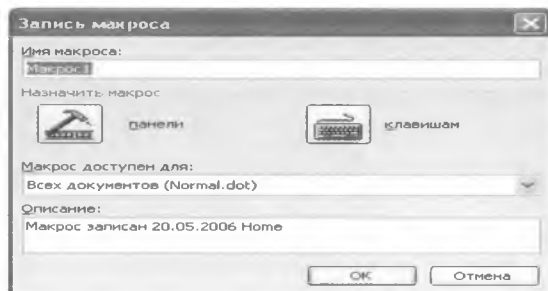 Запись макроса
Имя макроса:
Макрос1
Назначить макрос
панели
клавишам
Макрос доступен для:
Всех документов (Normal.dot)
Описание:
Макрос записан 20.05.2006 Home
ОК
Отмена